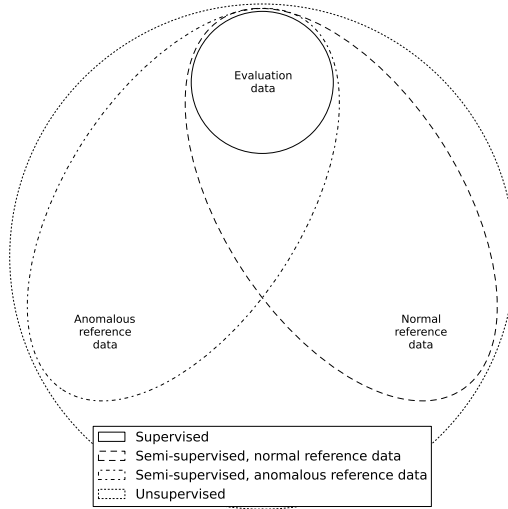 Evaluation
data
Anomalous
reference
data
Normal
reference
data
Supervised
Semi-supervised, normal reference data
Semi-supervised, anomalous reference data
Unsupervised